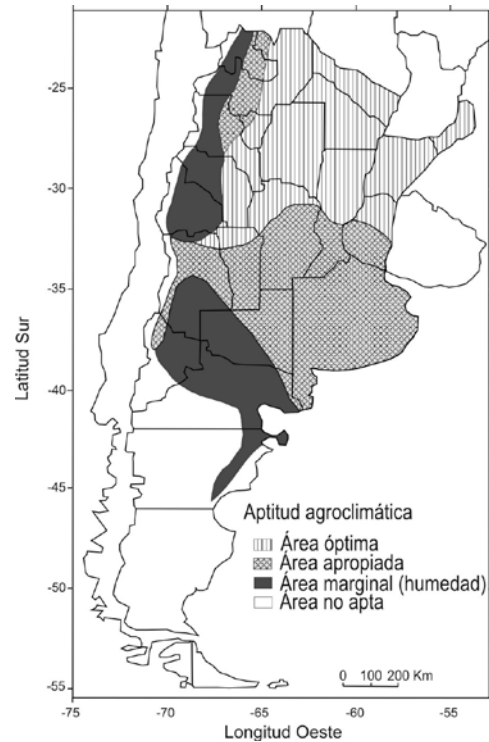 -25
-30
-35
-40
-45
-50
-55
Latitud Sur
Aptitud agroclimática
Área óptima
Área apropiada
Área marginal (humedad)
Área no apta
0 100 200 Km
-75 -70 -65 -60 -55
Longitud Oeste